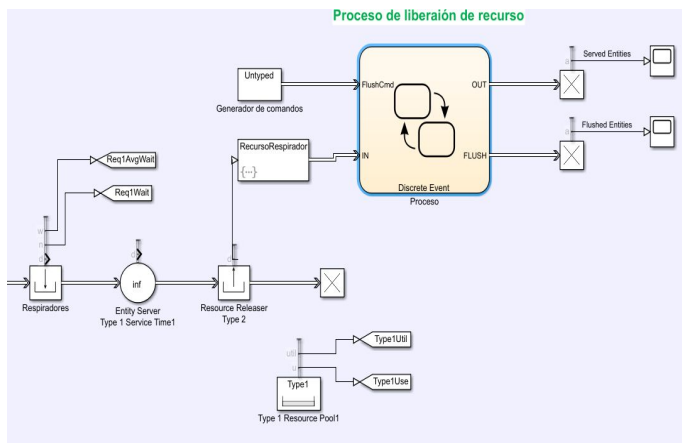 Proceso de liberaión de recurso
Untyped
Generador de comandos
FlushCmd
OUT
IN
FLUSH
Discrete Event
Proceso
a
Served Entities
a
Flushed Entities
RecursoRespirador
{...}
Req1AvgWait
Req1Wait
w
n
d
Respiradores
d
inf
Entity Server
Type 1 Service Time1
d
Resource Releaser
Type 2
util
u
Type1
Type 1 Resource Pool1
Type1Util
Type1Use